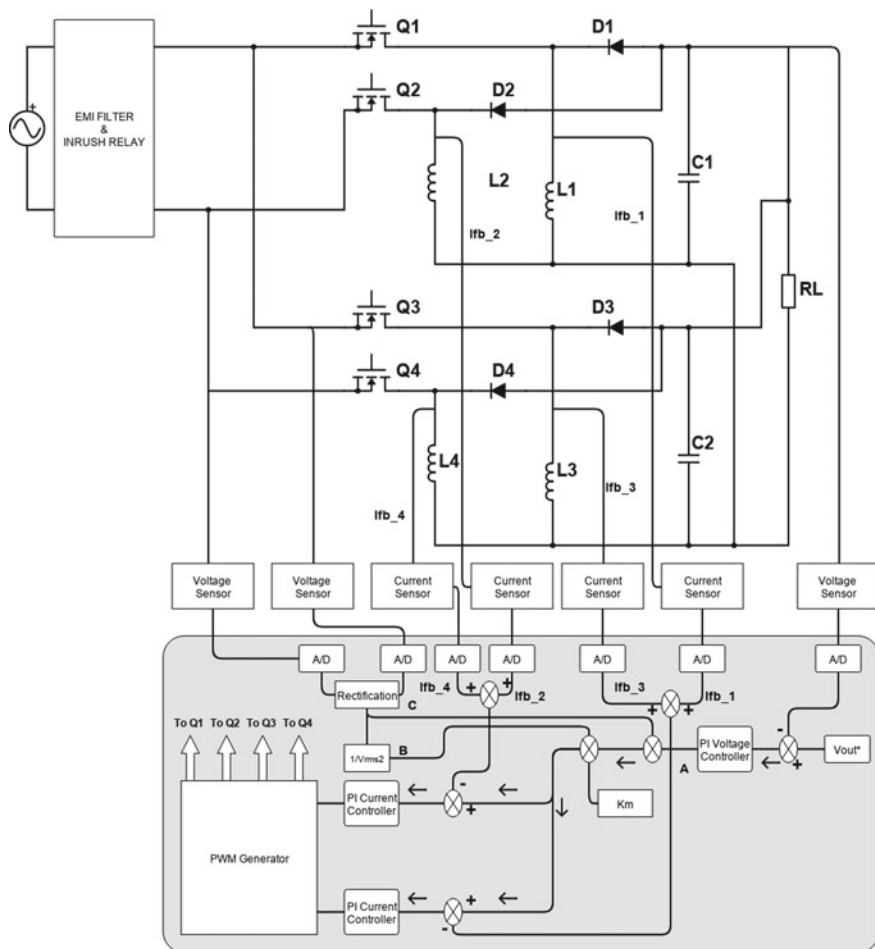 Q1
D1
Q2
D2
+
EMI FILTER
&
INRUSH RELAY
L2
L1
C1
Ifb_1
Ifb_2
RL
Q3
D3
Q4
D4
L4
L3
C2
Ifb_4
Ifb_3
Voltage
Sensor
Voltage
Sensor
Current
Sensor
Current
Sensor
Current
Sensor
Current
Sensor
Voltage
Sensor
A/D
A/D
A/D
A/D
A/D
A/D
A/D
Rectification
C
Ifb_4
+
+
Ifb_2
Ifb_3
+
+
Ifb_1
To Q1
To Q2
To Q3
To Q4
1/Vrms2
B
A
PI Voltage
Controller
-
+
Vout*
PI Current
Controller
-
+
Km
PWM Generator
PI Current
Controller
+
-